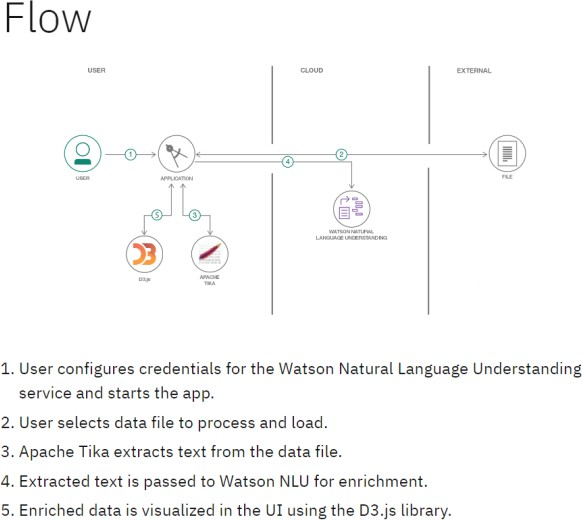 Flow
USER
CLOUD
EXTERNAL
1
2
4
USER
APPLICATION
FILE
5
3
WATSON NATURAL
LANGUAGE UNDERSTANDING
D3.js
APACHE
TIKA
1. User configures credentials for the Watson Natural Language Understanding
service and starts the app.
2. User selects data file to process and load.
3. Apache Tika extracts text from the data file.
4. Extracted text is passed to Watson NLU for enrichment.
5. Enriched data is visualized in the UI using the D3.js library.